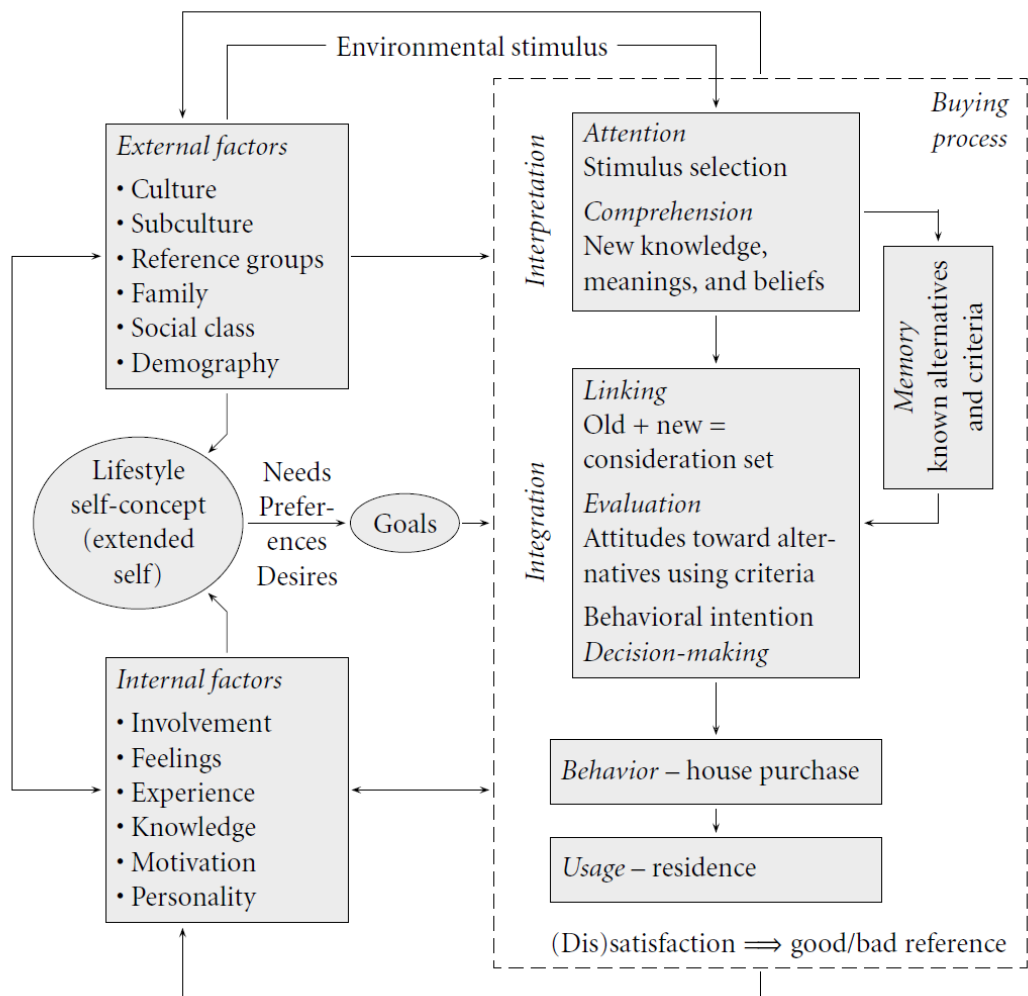 Environmental stimulus
Buying
process
External factors
• Culture
• Subculture
• Reference groups
• Family
• Social class
• Demography
Interpretation
Attention
Stimulus selection
Comprehension
New knowledge,
meanings, and beliefs
Memory
known alternatives
and criteria
Lifestyle
self-concept
(extended
self)
Needs
Prefer-
ences
Desires
Goals
Integration
Linking
Old + new =
consideration set
Evaluation
Attitudes toward alter-
natives using criteria
Behavioral intention
Decision-making
Internal factors
• Involvement
• Feelings
• Experience
• Knowledge
• Motivation
• Personality
Behavior – house purchase
Usage – residence
(Dis)satisfaction ⟹ good/bad reference